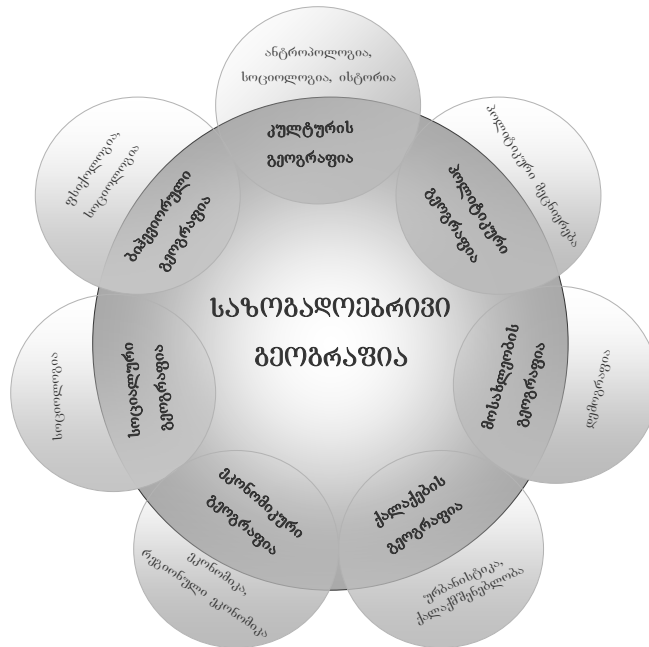 ანტროპოლოგია,
სოციოლოგია, ისტორია
კულტურის
გეოგრაფია
პოლიტიკური მეცნიერება
პოლიტიკური
გეოგრაფია
დემოგრაფია
მოსახლეობის
გეოგრაფია
ურბანისტიკა,
ქალაქმშენებლობა
ქალაქების
გეოგრაფია
ეკონომიკური
გეოგრაფია
ეკონომიკა,
რეგიონული ეკონომიკა
სოციოლოგია
სოციალური
გეოგრაფია
ფსიქოლოგია,
სოციოლოგია
ბიჰევიორული
გეოგრაფია
საზოგადოებრივი
გეოგრაფია